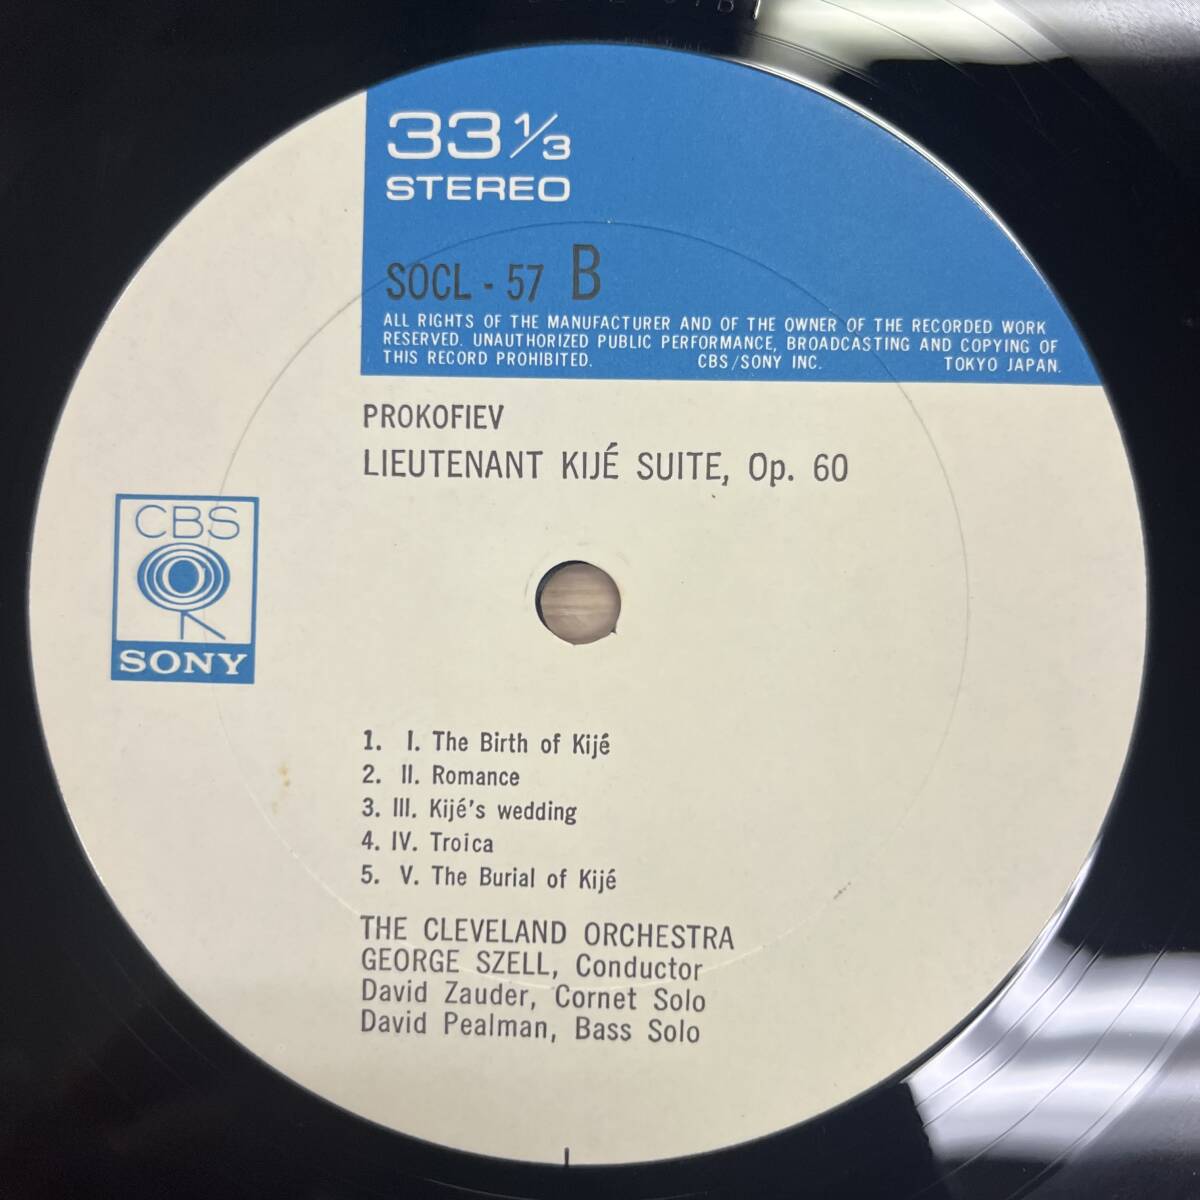 33 1/3
STEREO
SOCL - 57 B
ALL RIGHTS OF THE MANUFACTURER AND OF THE OWNER OF THE RECORDED WORK
RESERVED. UNAUTHORIZED PUBLIC PERFORMANCE, BROADCASTING AND COPYING OF
THIS RECORD PROHIBITED. CBS/SONY INC. TOKYO JAPAN.
PROKOFIEV
LIEUTENANT KIJÉ SUITE, Op. 60
CBS
SONY
1. I. The Birth of Kijé
2. II. Romance
3. III. Kijé's wedding
4. IV. Troica
5. V. The Burial of Kijé
THE CLEVELAND ORCHESTRA
GEORGE SZELL, Conductor
David Zauder, Cornet Solo
David Pealman, Bass Solo